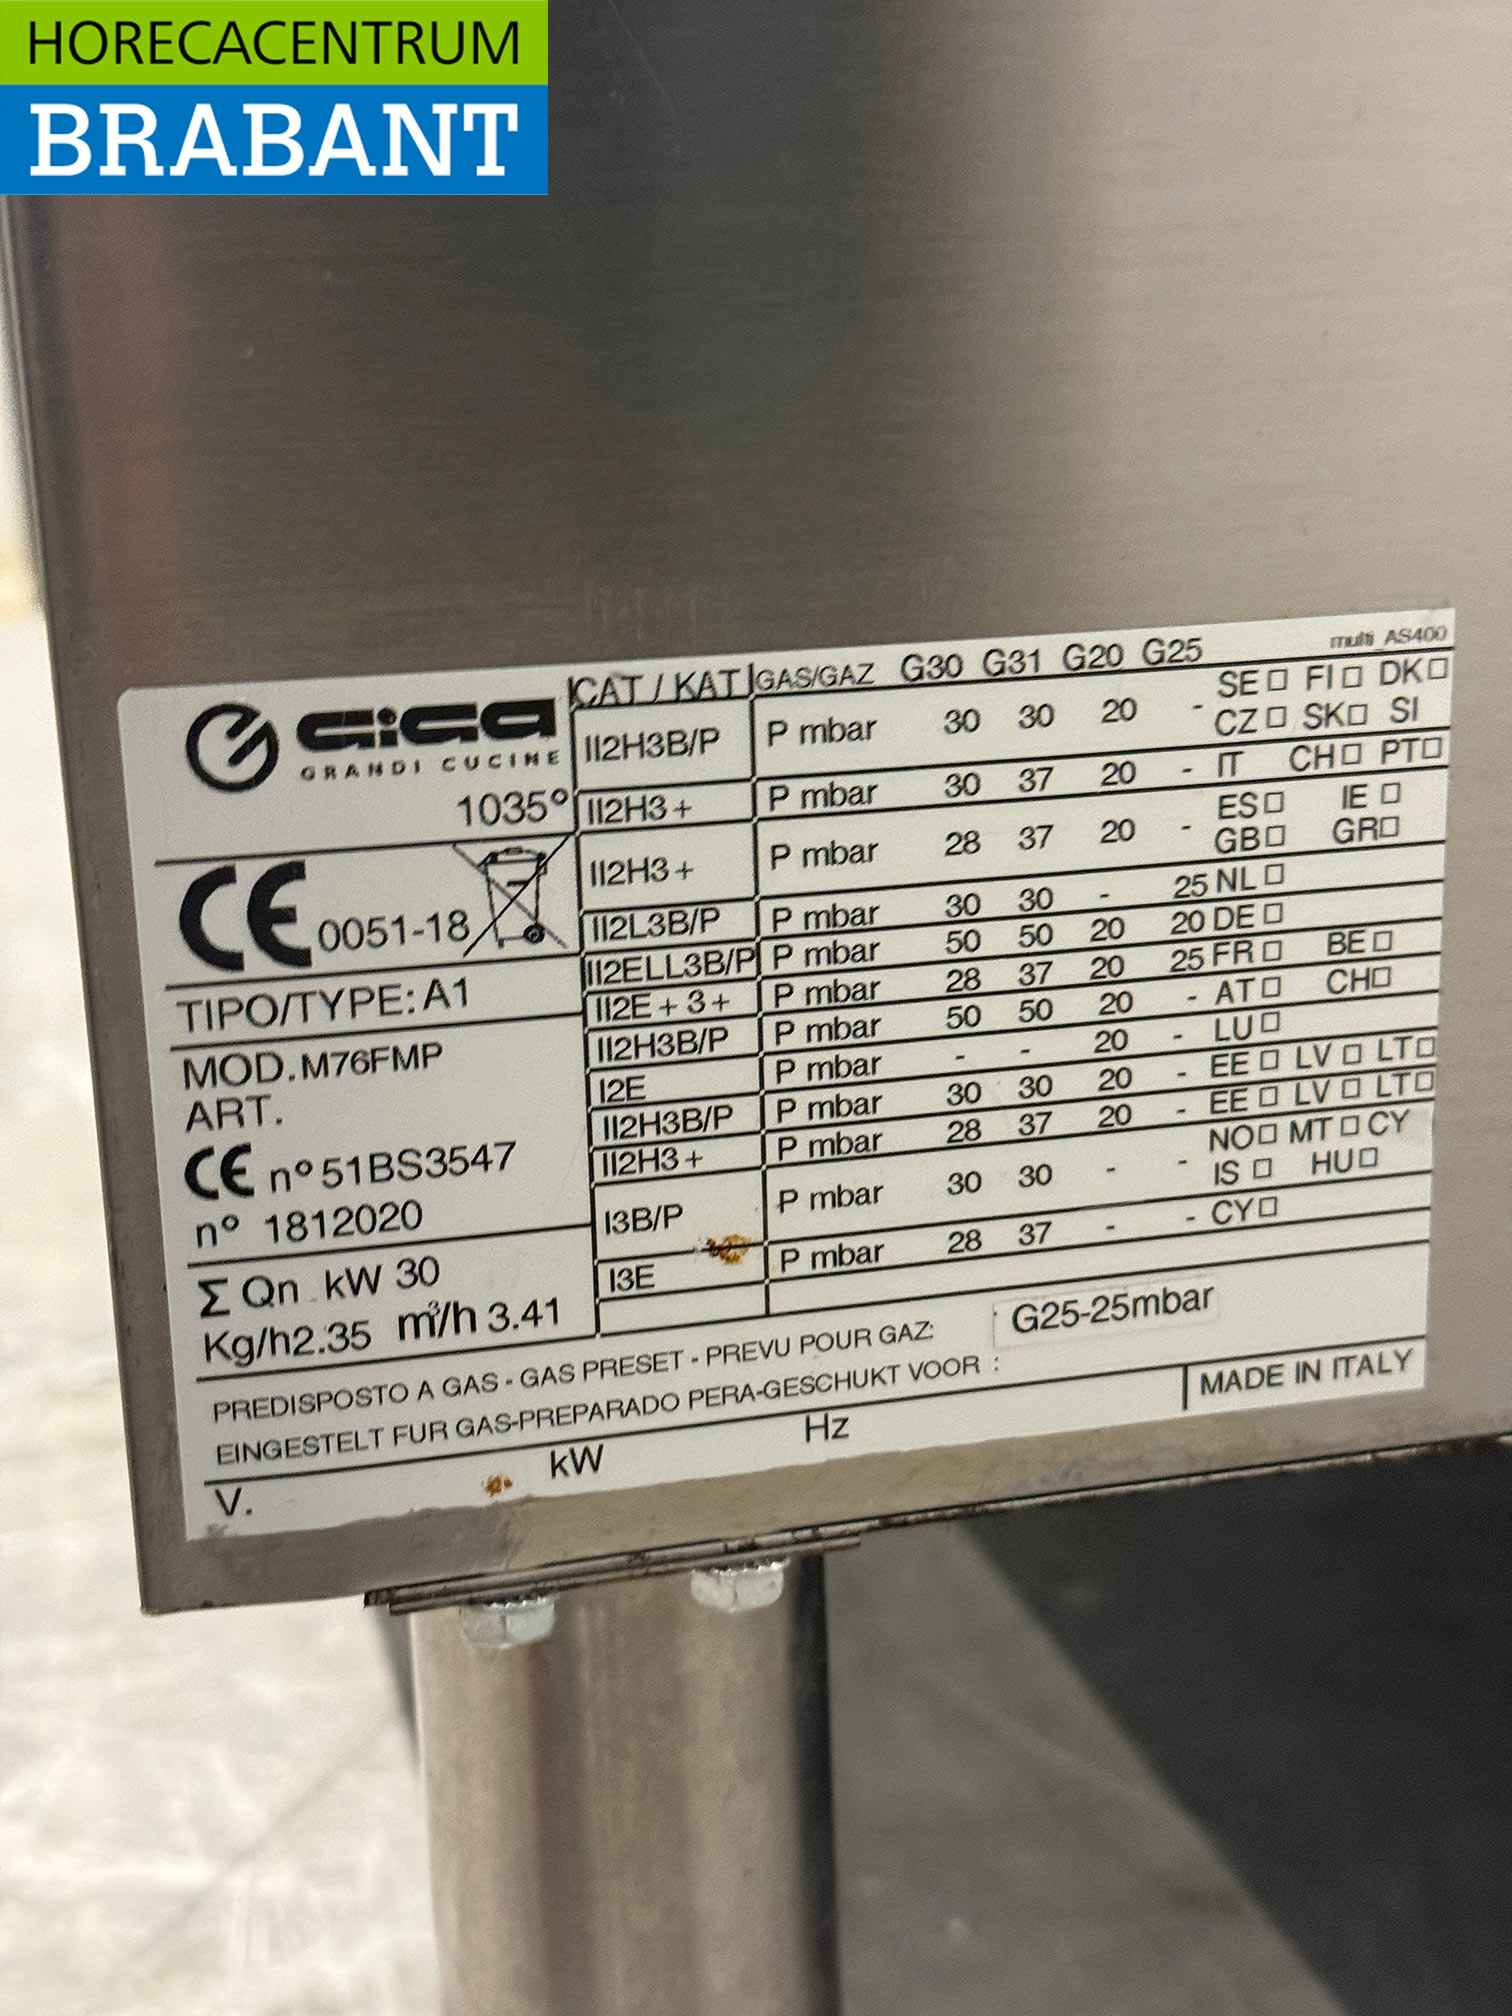 HORECACENTRUM
BRABANT
multi AS400
GiGa
GRANDI CUCINE
1035°
CE 0051-18
TIPO/TYPE: A1
MOD. M76FMP
ART.
CE n° 51BS3547
n° 1812020
Σ Qn kW 30
Kg/h2.35 m³/h 3.41
CAT / KAT GAS/GAZ G30 G31 G20 G25
II2H3B/P P mbar 30 30 20 - SE □ FI □ DK □
CZ □ SK □ SI
II2H3+ P mbar 30 37 20 - IT CH □ PT □
II2H3+ P mbar 28 37 20 - ES □ IE □
GB □ GR □
II2L3B/P P mbar 30 30 - 25 NL □
II2ELL3B/P P mbar 50 50 20 20 DE □
II2E + 3+ P mbar 28 37 20 25 FR □ BE □
II2H3B/P P mbar 50 50 20 - AT □ CH □
I2E P mbar - - 20 - LU □
II2H3B/P P mbar 30 30 20 - EE □ LV □ LT □
II2H3+ P mbar 28 37 20 - EE □ LV □ LT □
I3B/P P mbar 30 30 - - NO □ MT □ CY
IS □ HU □
I3E P mbar 28 37 - - CY □
PREDISPOSTO A GAS - GAS PRESET - PREVU POUR GAZ: G25-25mbar
EINGESTELT FUR GAS-PREPARADO PERA-GESCHUKT VOOR :
MADE IN ITALY
V. kW Hz